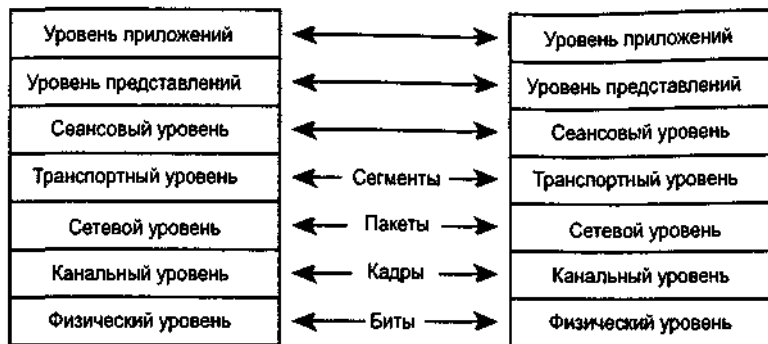 Уровень приложений Уровень приложений
Уровень представлений Уровень представлений
Сеансовый уровень Сеансовый уровень
Транспортный уровень Сегменты Транспортный уровень
Сетевой уровень Пакеты Сетевой уровень
Канальный уровень Кадры Канальный уровень
Физический уровень Биты Физический уровень